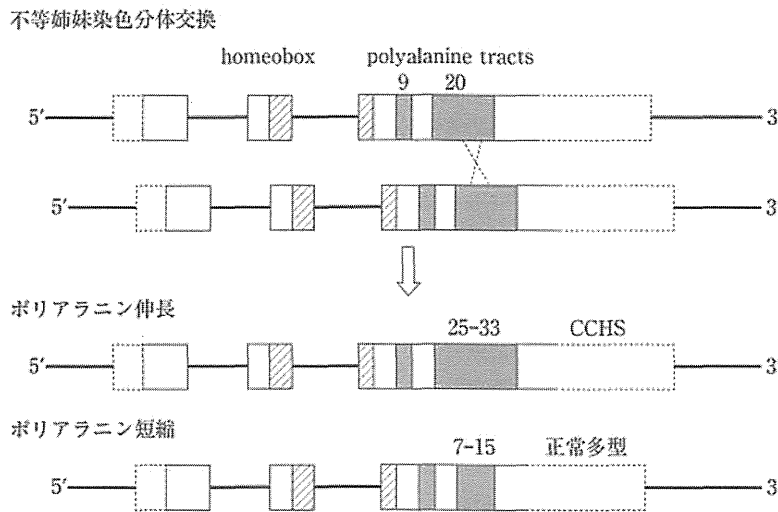 不等姉妹染色分体交換
homeobox polyalanine tracts
9 20
5′ 3
5′ 3
ポリアラニン伸長
25-33 CCHS
5′ 3
ポリアラニン短縮
7-15 正常多型
5′ 3